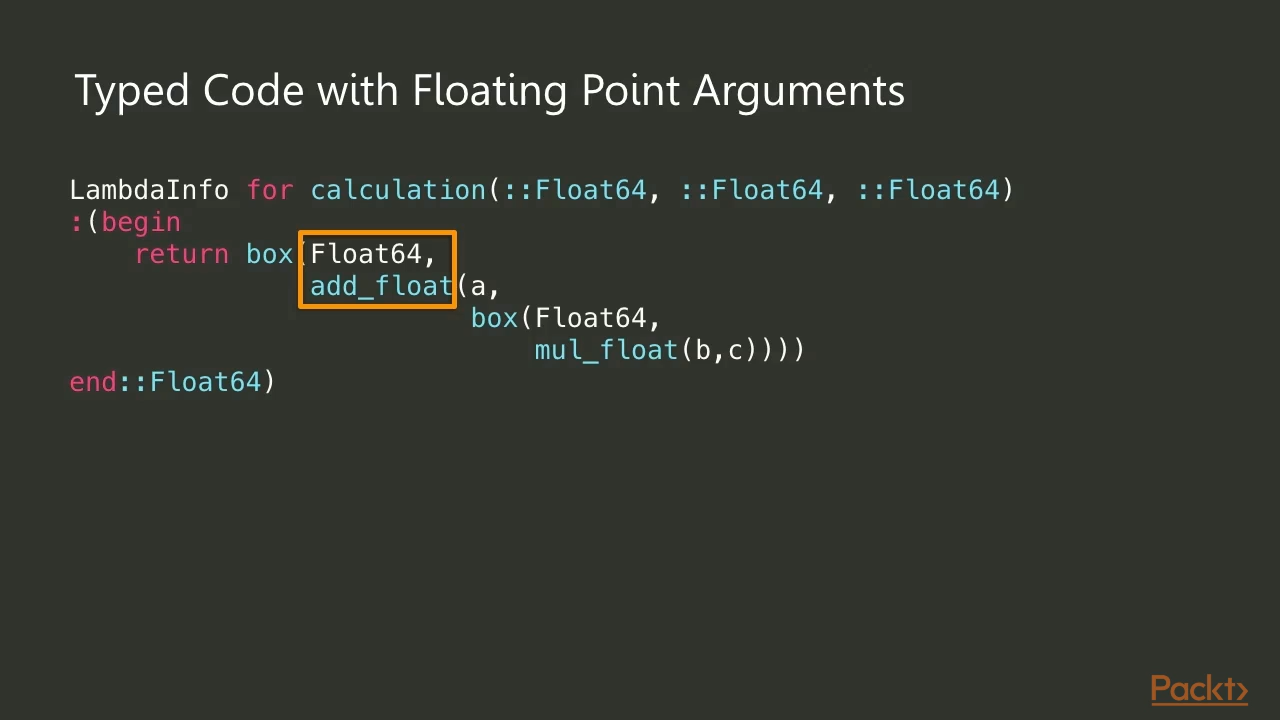 Typed Code with Floating Point Arguments
LambdaInfo for calculation(::Float64, ::Float64, ::Float64)
:(begin
return box(Float64,
add_float(a,
box(Float64,
mul_float(b,c))))
end::Float64)
Packt>